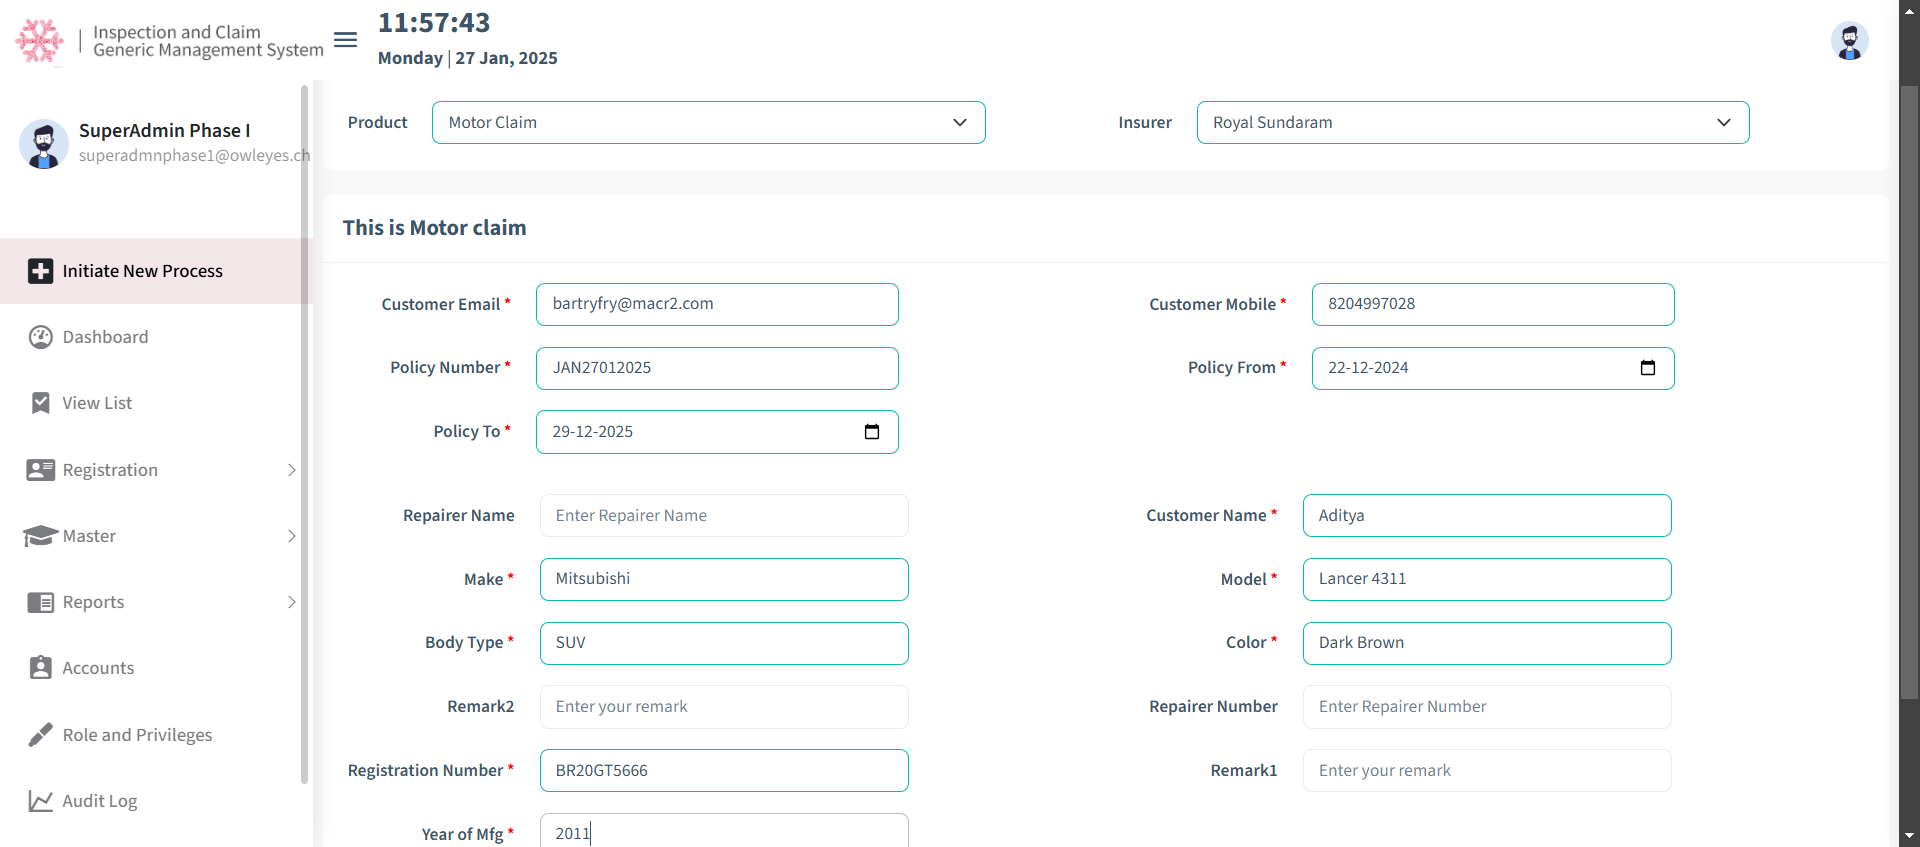 Inspection and Claim
Generic Management System
11:57:43
Monday | 27 Jan, 2025
SuperAdmin Phase I
superadmnphase1@owleyes.ch
Initiate New Process
Dashboard
View List
Registration
Master
Reports
Accounts
Role and Privileges
Audit Log
Product Motor Claim Insurer Royal Sundaram
This is Motor claim
Customer Email * bartryfry@macr2.com Customer Mobile * 8204997028
Policy Number * JAN27012025 Policy From * 22-12-2024
Policy To * 29-12-2025
Repairer Name Enter Repairer Name Customer Name * Aditya
Make * Mitsubishi Model * Lancer 4311
Body Type * SUV Color * Dark Brown
Remark2 Enter your remark Repairer Number Enter Repairer Number
Registration Number * BR20GT5666 Remark1 Enter your remark
Year of Mfg * 2011